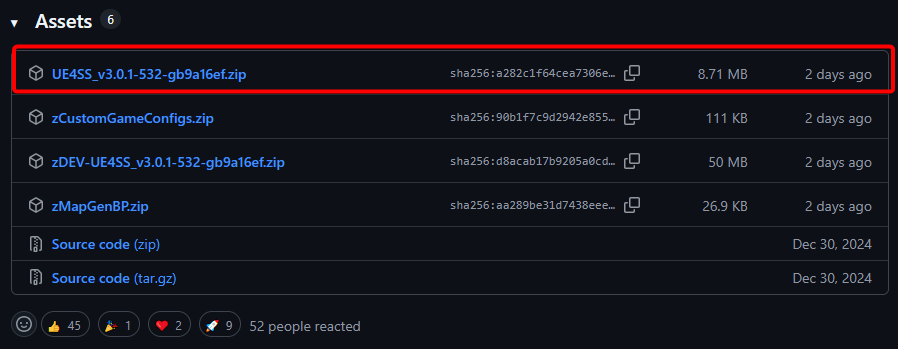 Assets 6
UE4SS_v3.0.1-532-gb9a16ef.zip sha256:a282c1f64cea7306e… 8.71 MB 2 days ago
zCustomGameConfigs.zip sha256:90b1f7c9d2942e855… 111 KB 2 days ago
zDEV-UE4SS_v3.0.1-532-gb9a16ef.zip sha256:d8acab17b9205a0cd… 50 MB 2 days ago
zMapGenBP.zip sha256:aa289be31d7438eee… 26.9 KB 2 days ago
Source code (zip) Dec 30, 2024
Source code (tar.gz) Dec 30, 2024
45 1 2 9 52 people reacted